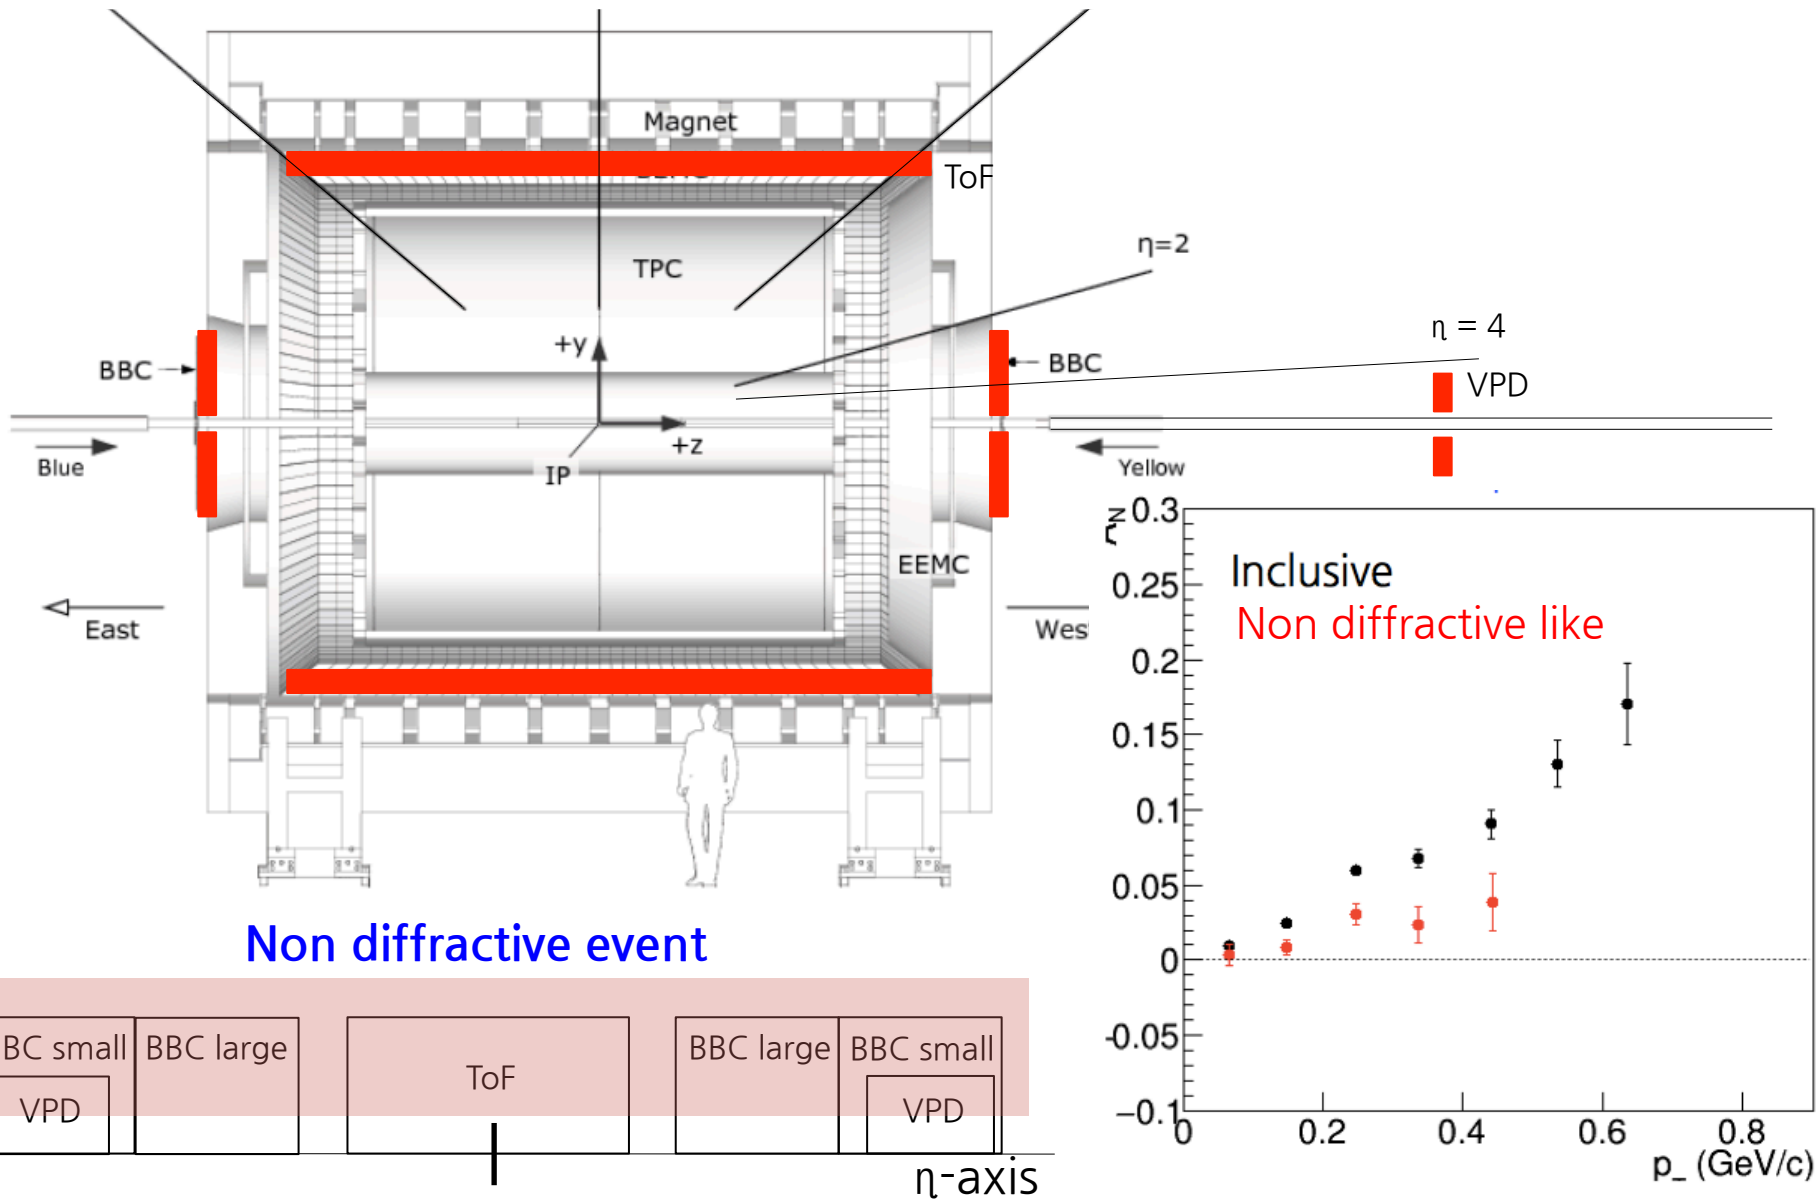 Magnet
ToF
TPC
η=2
η = 4
+y
BBC
BBC
VPD
+z
Blue
IP
Yellow
EEMC
East
Wes
N
0.3
Inclusive
0.25
Non diffractive like
0.2
0.15
0.1
0.05
0
-0.05
−0.1
0
0.2
0.4
0.6
0.8
p_ (GeV/c)
Non diffractive event
BC small
BBC large
ToF
BBC large
BBC small
VPD
VPD
η-axis